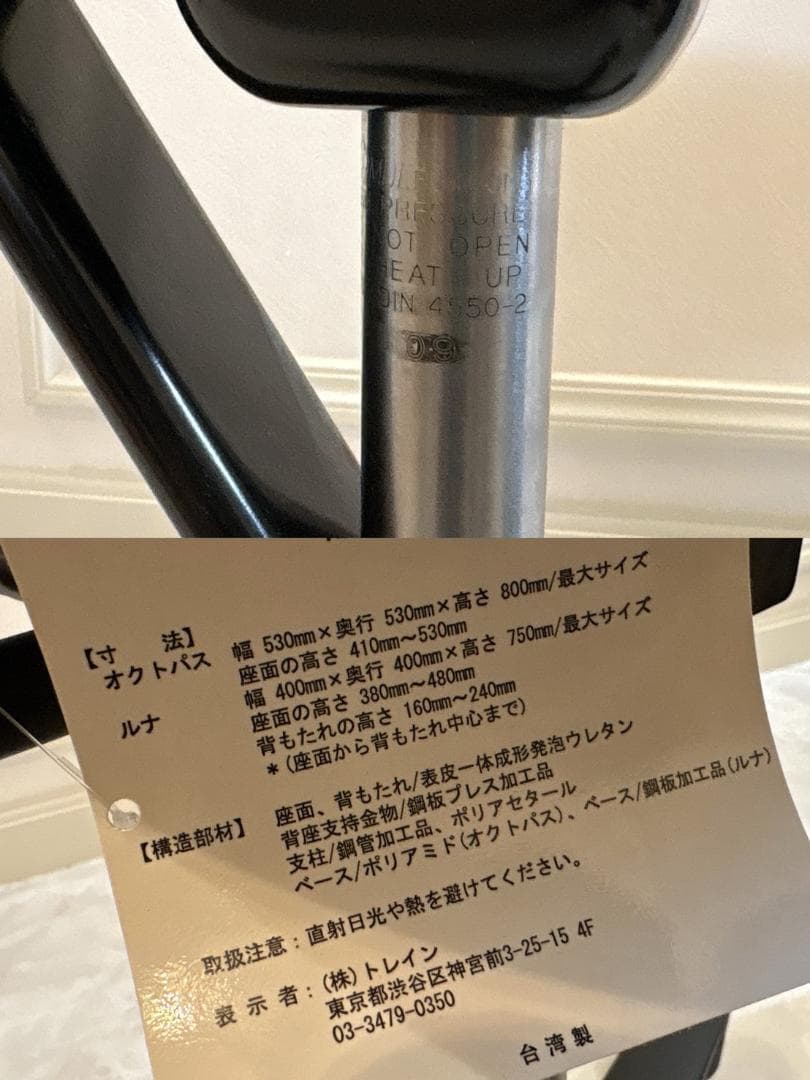 PRESSURE
OPEN
HEAT UP
DIN 4550-2
【寸　法】
オクトパス 幅 530mm×奥行 530mm×高さ 800mm/最大サイズ
座面の高さ 410mm～530mm
ルナ 幅 400mm×奥行 400mm×高さ 750mm/最大サイズ
座面の高さ 380mm～480mm
背もたれの高さ 160mm～240mm
＊(座面から背もたれ中心まで)
【構造部材】 座面、背もたれ/表皮一体成形発泡ウレタン
背座支持金物/鋼板プレス加工品
支柱/鋼管加工品、ポリアセタール
ベース/ポリアミド(オクトパス)、ベース/鋼板加工品(ルナ)
取扱注意：直射日光や熱を避けてください。
表 示 者：(株)トレイン
東京都渋谷区神宮前3-25-15 4F
03-3479-0350
台湾製